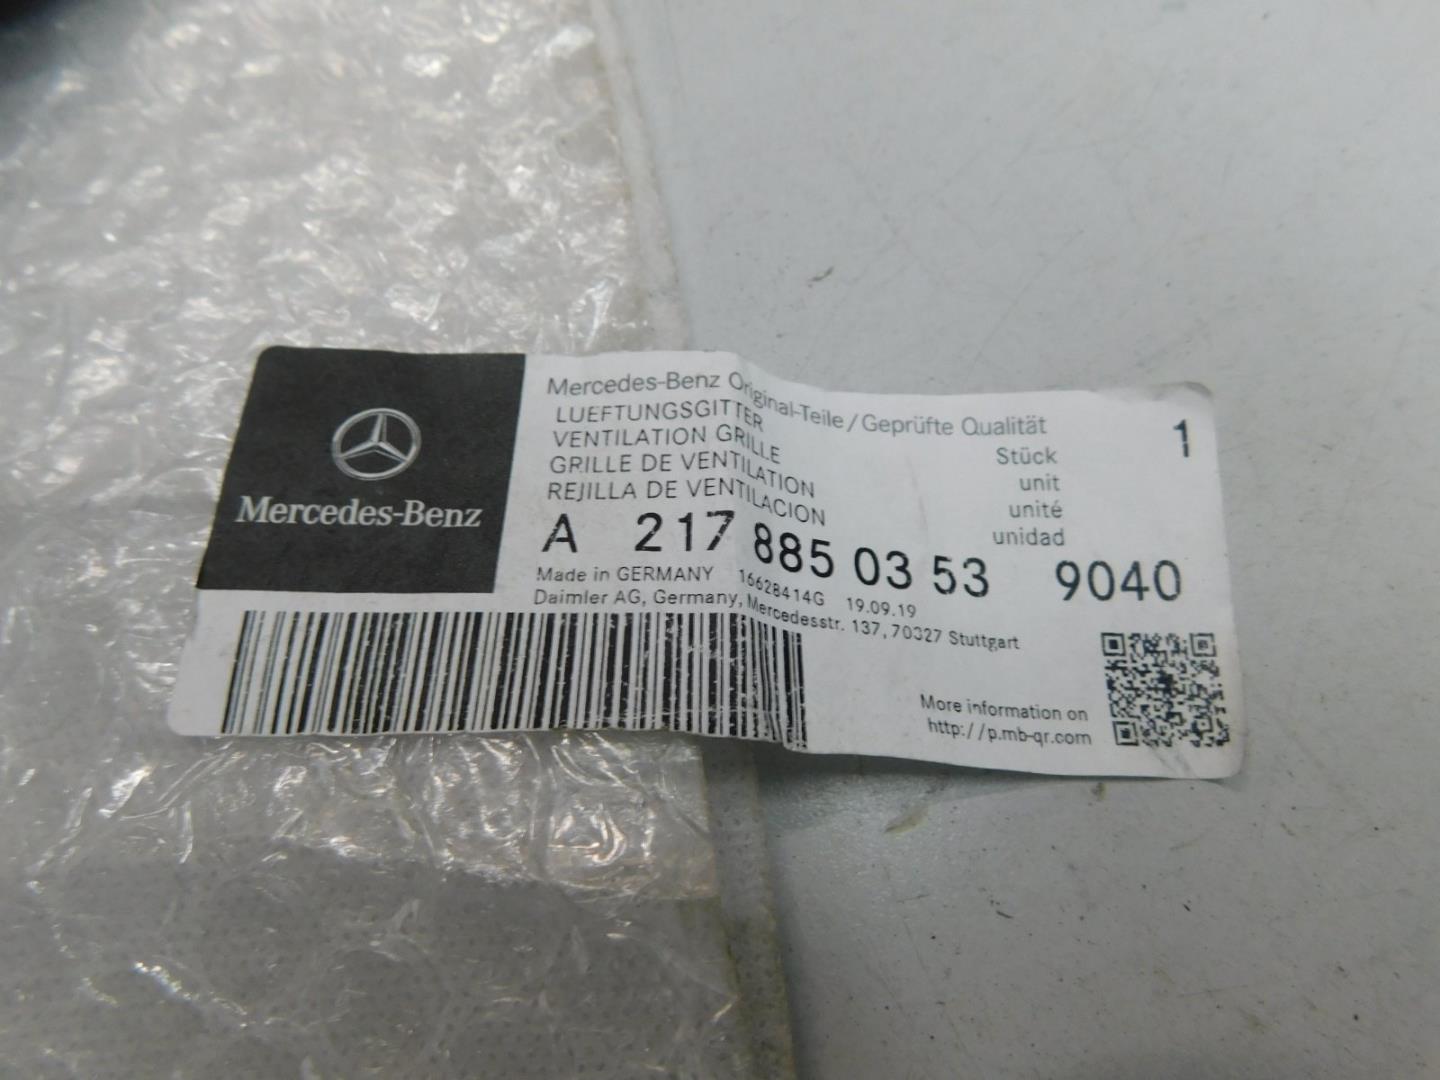 Mercedes-Benz
Mercedes-Benz Original-Teile/Geprüfte Qualität
LUEFTUNGSGITTER
VENTILATION GRILLE
GRILLE DE VENTILATION
REJILLA DE VENTILACION
1
Stück
unit
unité
unidad
A 217 885 03 53 9040
Made in GERMANY 16628414G 19.09.19
Daimler AG, Germany, Mercedesstr. 137, 70327 Stuttgart
More information on
http://p.mb-qr.com